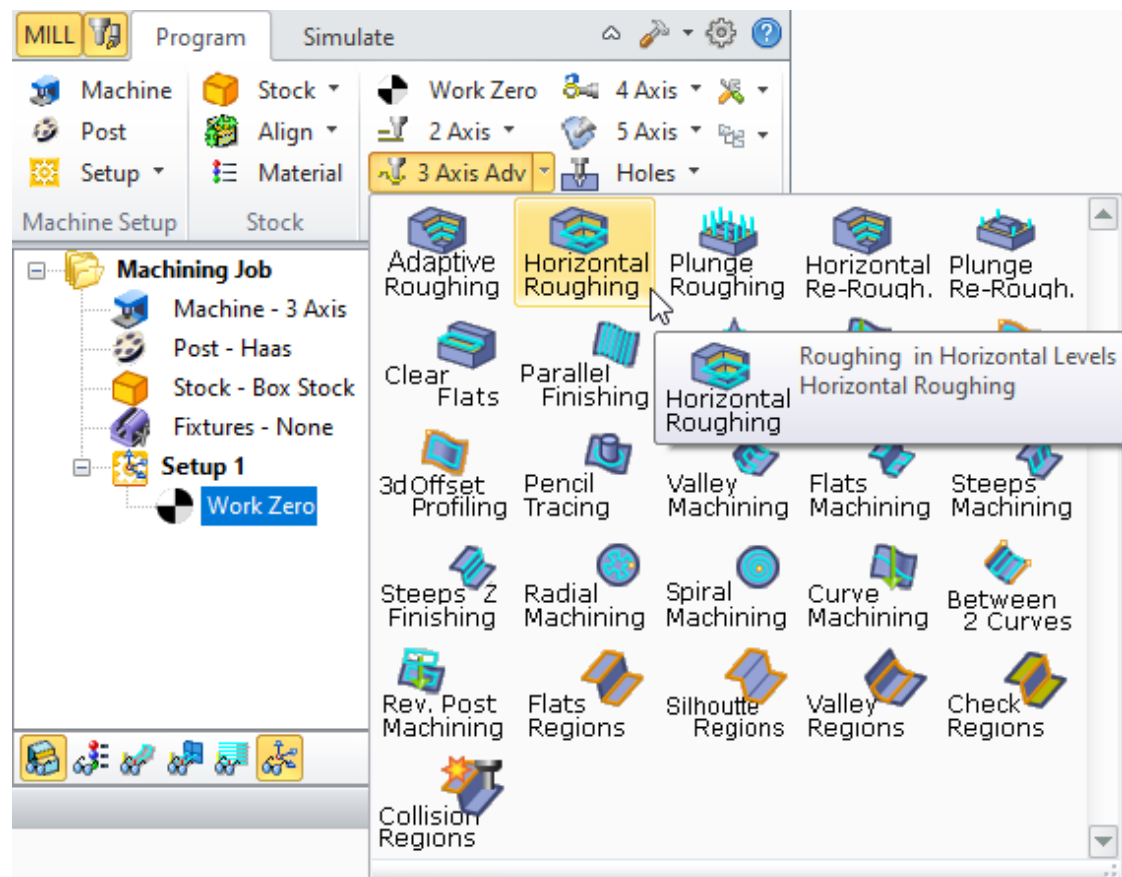 MILL Program Simulate
Machine Stock Work Zero 4 Axis
Post Align 2 Axis 5 Axis
Setup Material 3 Axis Adv Holes
Machine Setup Stock
Machining Job
Machine - 3 Axis
Post - Haas
Stock - Box Stock
Fixtures - None
Setup 1
Work Zero
Adaptive
Roughing
Horizontal
Roughing
Plunge
Roughing
Horizontal
Re-Rough.
Plunge
Re-Rough.
Clear
Flats
Parallel
Finishing
Roughing in Horizontal Levels
Horizontal Roughing
Horizontal
Roughing
3d Offset
Profiling
Pencil
Tracing
Valley
Machining
Flats
Machining
Steeps
Machining
Steeps Z
Finishing
Radial
Machining
Spiral
Machining
Curve
Machining
Between
2 Curves
Rev. Post
Machining
Flats
Regions
Silhoutte
Regions
Valley
Regions
Check
Regions
Collision
Regions